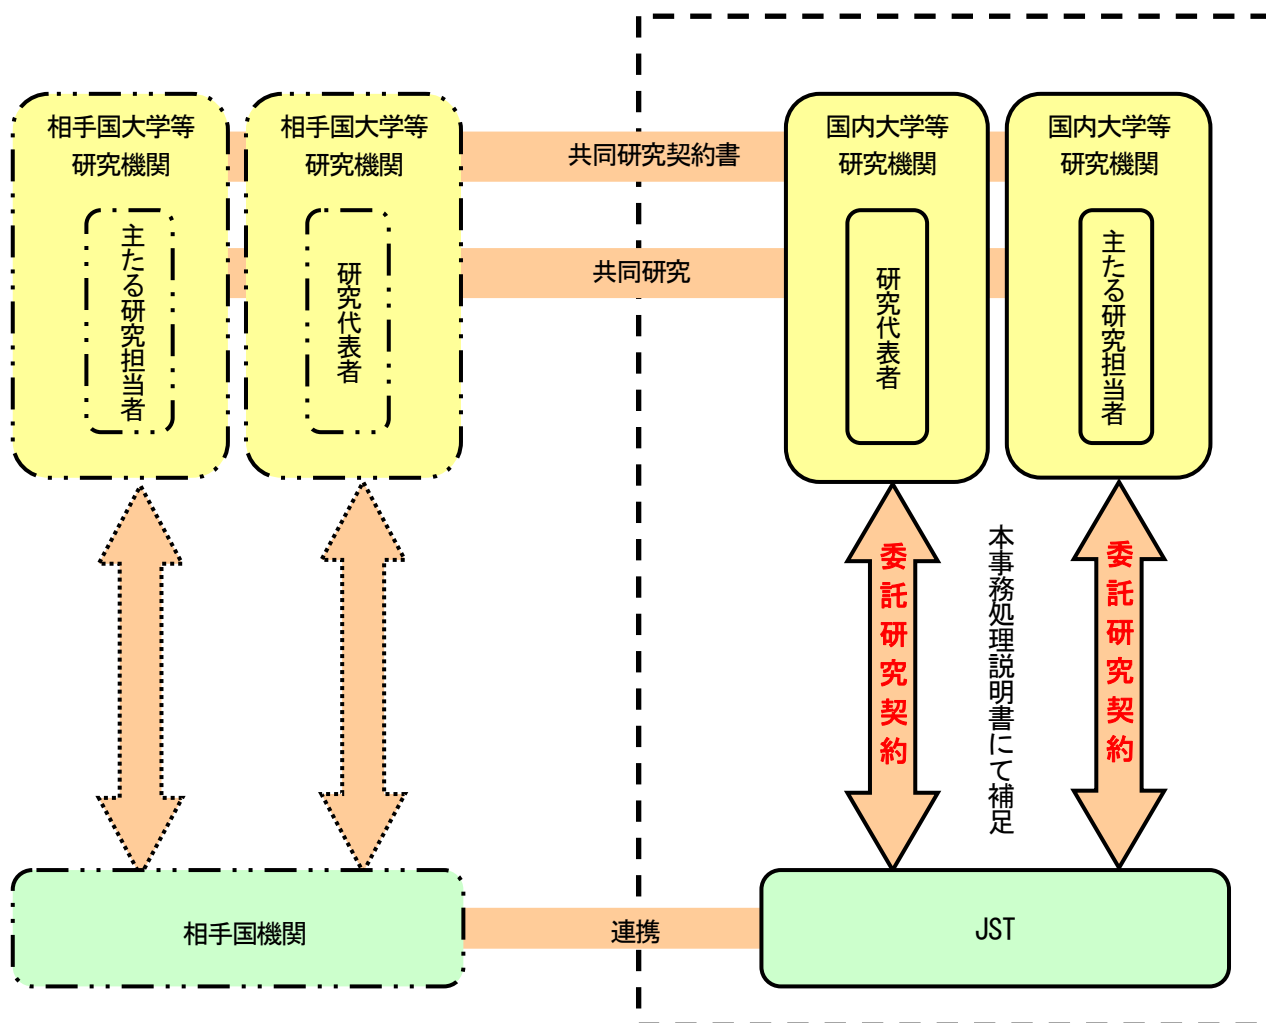 相手国大学等
研究機関
主たる研究担当者
相手国大学等
研究機関
研究代表者
共同研究契約書
共同研究
国内大学等
研究機関
研究代表者
国内大学等
研究機関
主たる研究担当者
委託研究契約
本事務処理説明書にて補足
委託研究契約
相手国機関
連携
JST